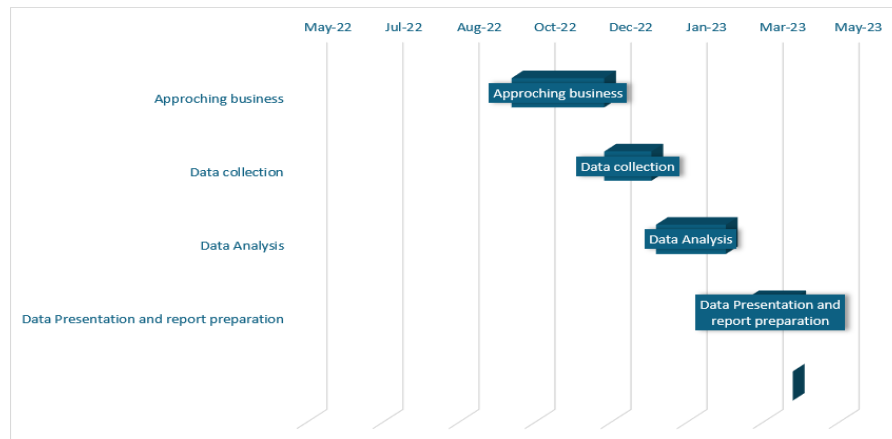 May-22 Jul-22 Aug-22 Oct-22 Dec-22 Jan-23 Mar-23 May-23
Approching business
Approching business
Data collection
Data collection
Data Analysis
Data Analysis
Data Presentation and report preparation
Data Presentation and
report preparation